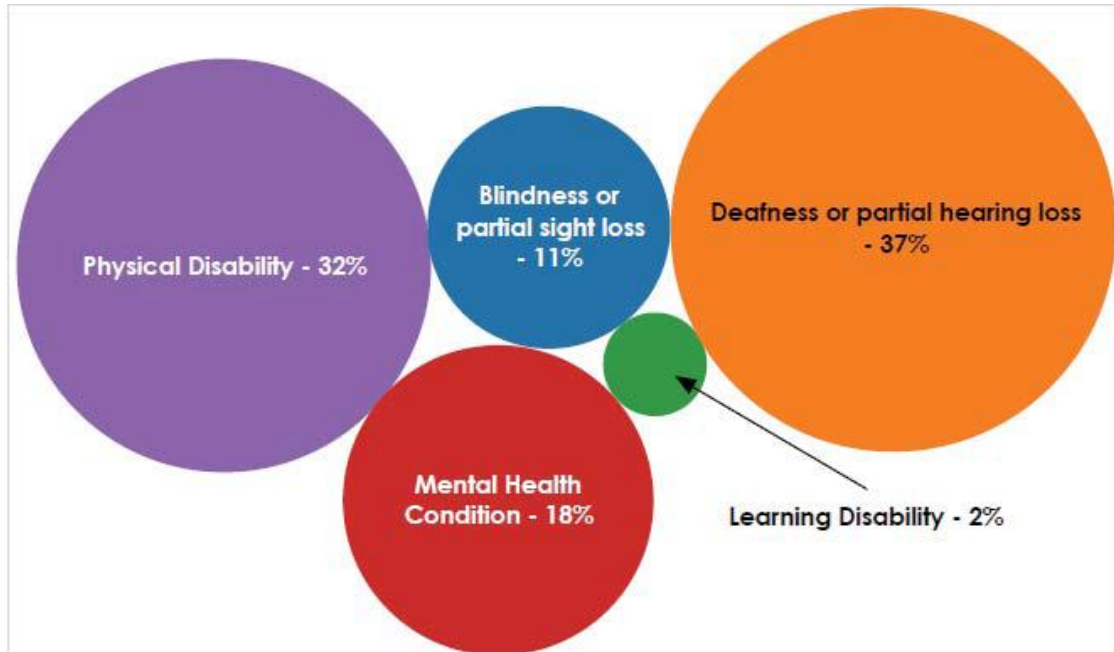 Physical Disability - 32%
Blindness or
partial sight loss
- 11%
Deafness or partial hearing loss
- 37%
Mental Health
Condition - 18%
Learning Disability - 2%